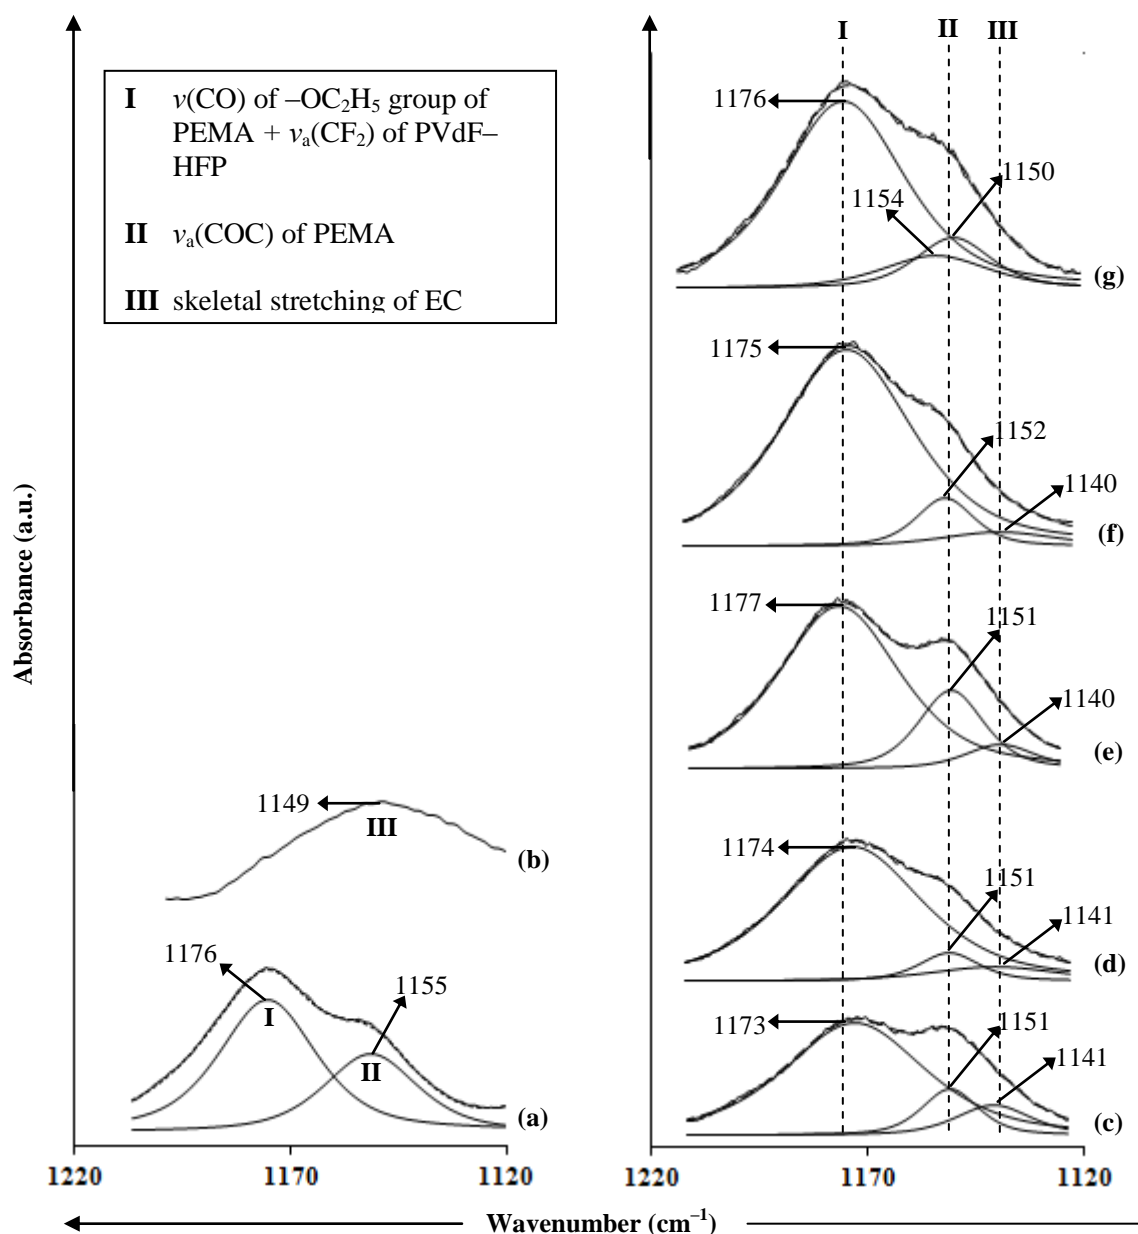 I ν(CO) of –OC₂H₅ group of
PEMA + νₐ(CF₂) of PVdF–
HFP
II νₐ(COC) of PEMA
III skeletal stretching of EC
Absorbance (a.u.)
1149
III
(b)
1176
1155
I
II
(a)
1220 1170 1120
I II III
1176
1150
1154
(g)
1175
1152
1140
(f)
1177
1151
1140
(e)
1174
1151
1141
(d)
1173
1151
1141
(c)
1220 1170 1120
Wavenumber (cm⁻¹)